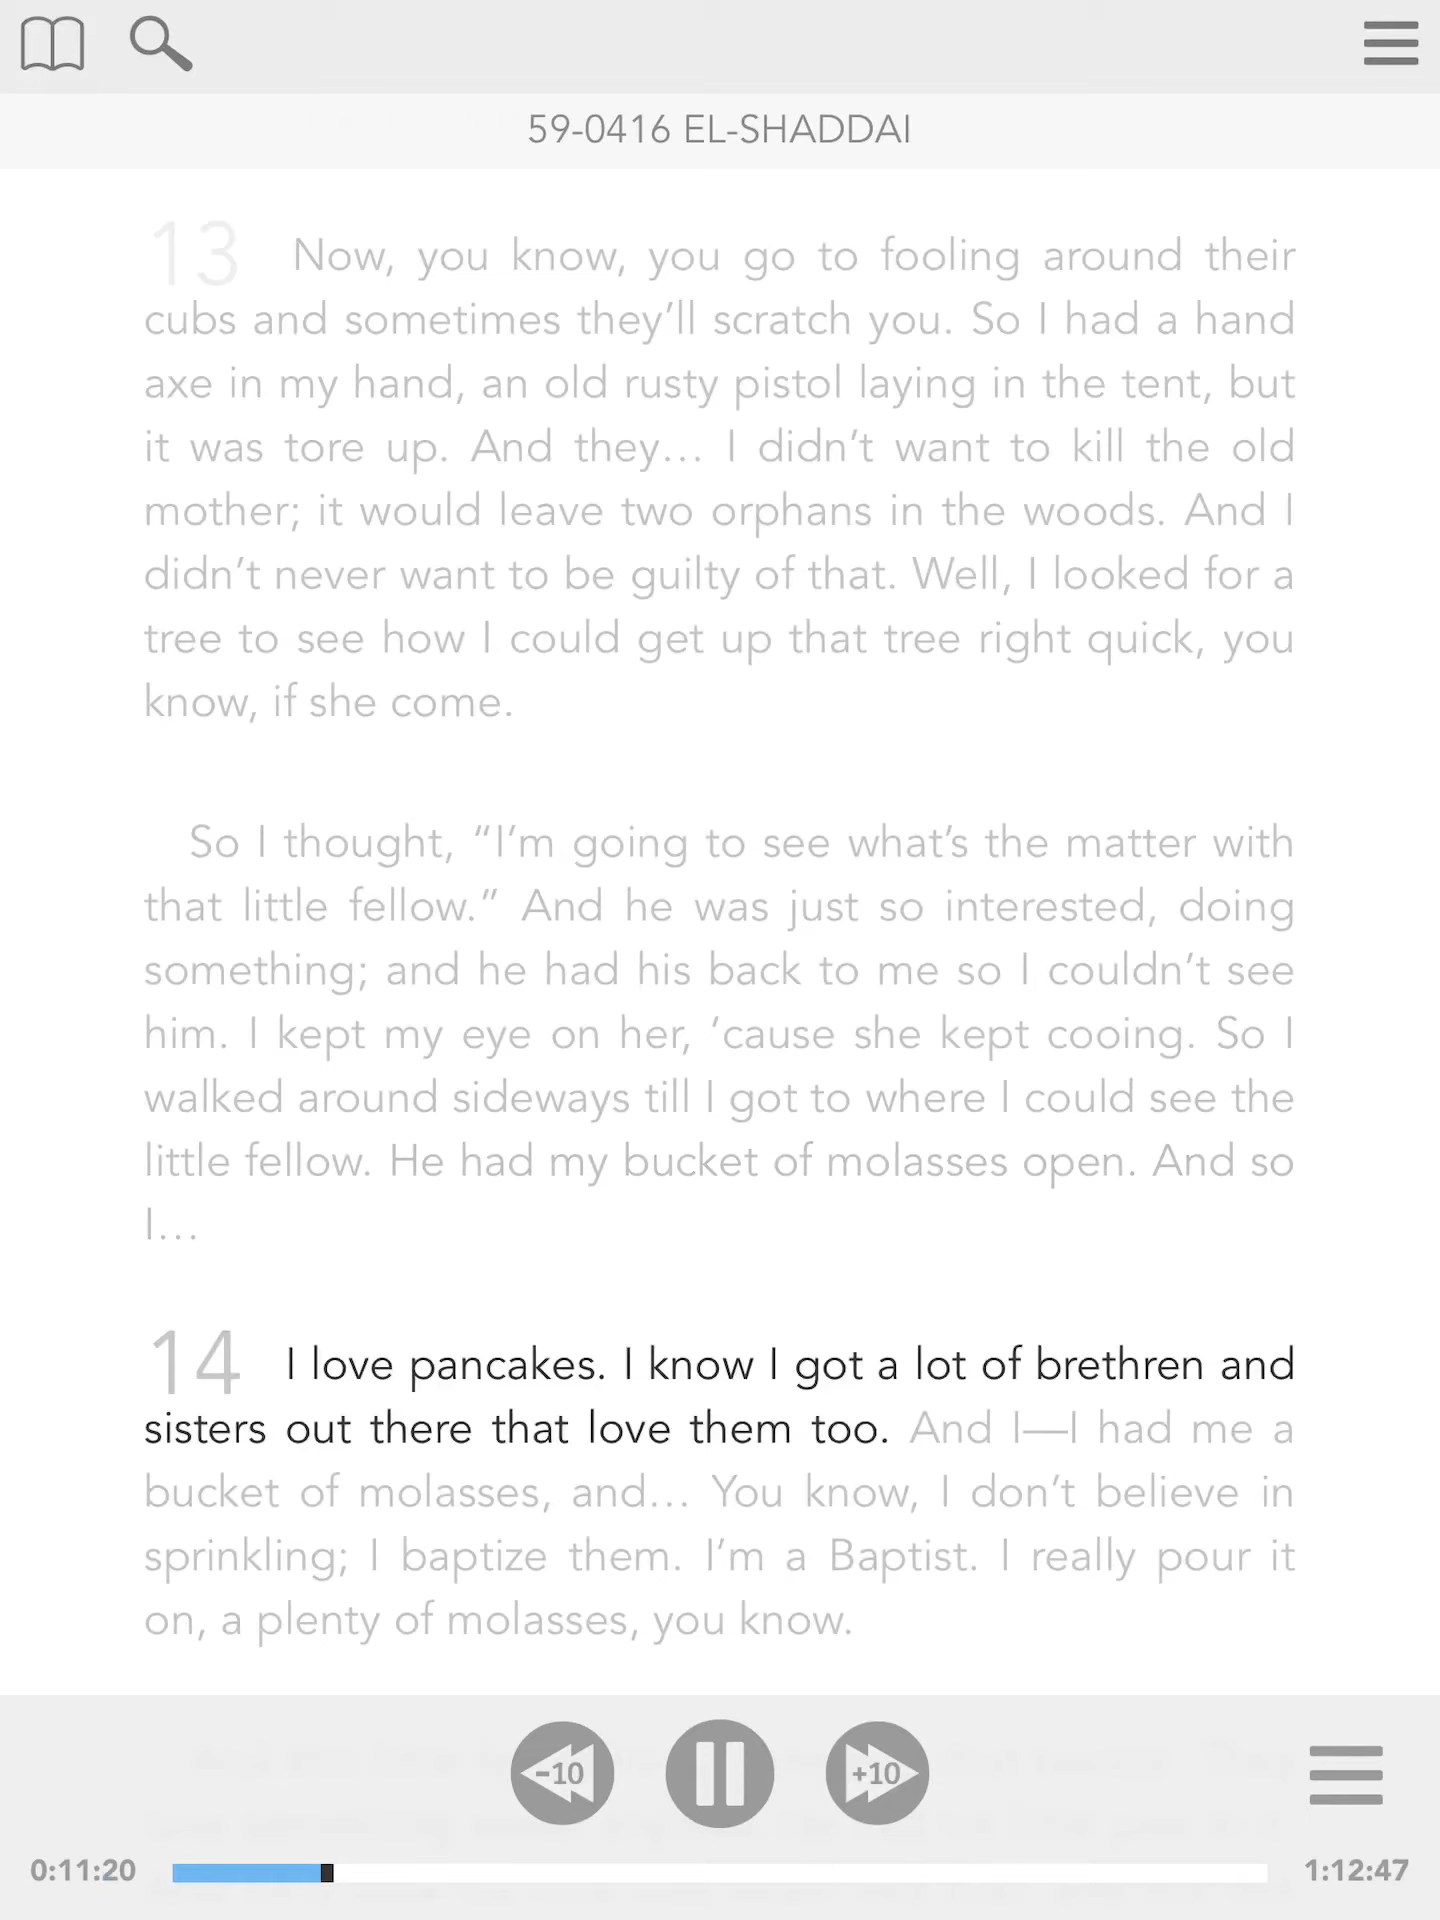 59-0416 EL-SHADDAI
13 Now, you know, you go to fooling around their
cubs and sometimes they’ll scratch you. So I had a hand
axe in my hand, an old rusty pistol laying in the tent, but
it was tore up. And they… I didn’t want to kill the old
mother; it would leave two orphans in the woods. And I
didn’t never want to be guilty of that. Well, I looked for a
tree to see how I could get up that tree right quick, you
know, if she come.
So I thought, “I’m going to see what’s the matter with
that little fellow.” And he was just so interested, doing
something; and he had his back to me so I couldn’t see
him. I kept my eye on her, ’cause she kept cooing. So I
walked around sideways till I got to where I could see the
little fellow. He had my bucket of molasses open. And so
I…
14 I love pancakes. I know I got a lot of brethren and
sisters out there that love them too. And I—I had me a
bucket of molasses, and… You know, I don’t believe in
sprinkling; I baptize them. I’m a Baptist. I really pour it
on, a plenty of molasses, you know.
-10 +10
0:11:20 1:12:47